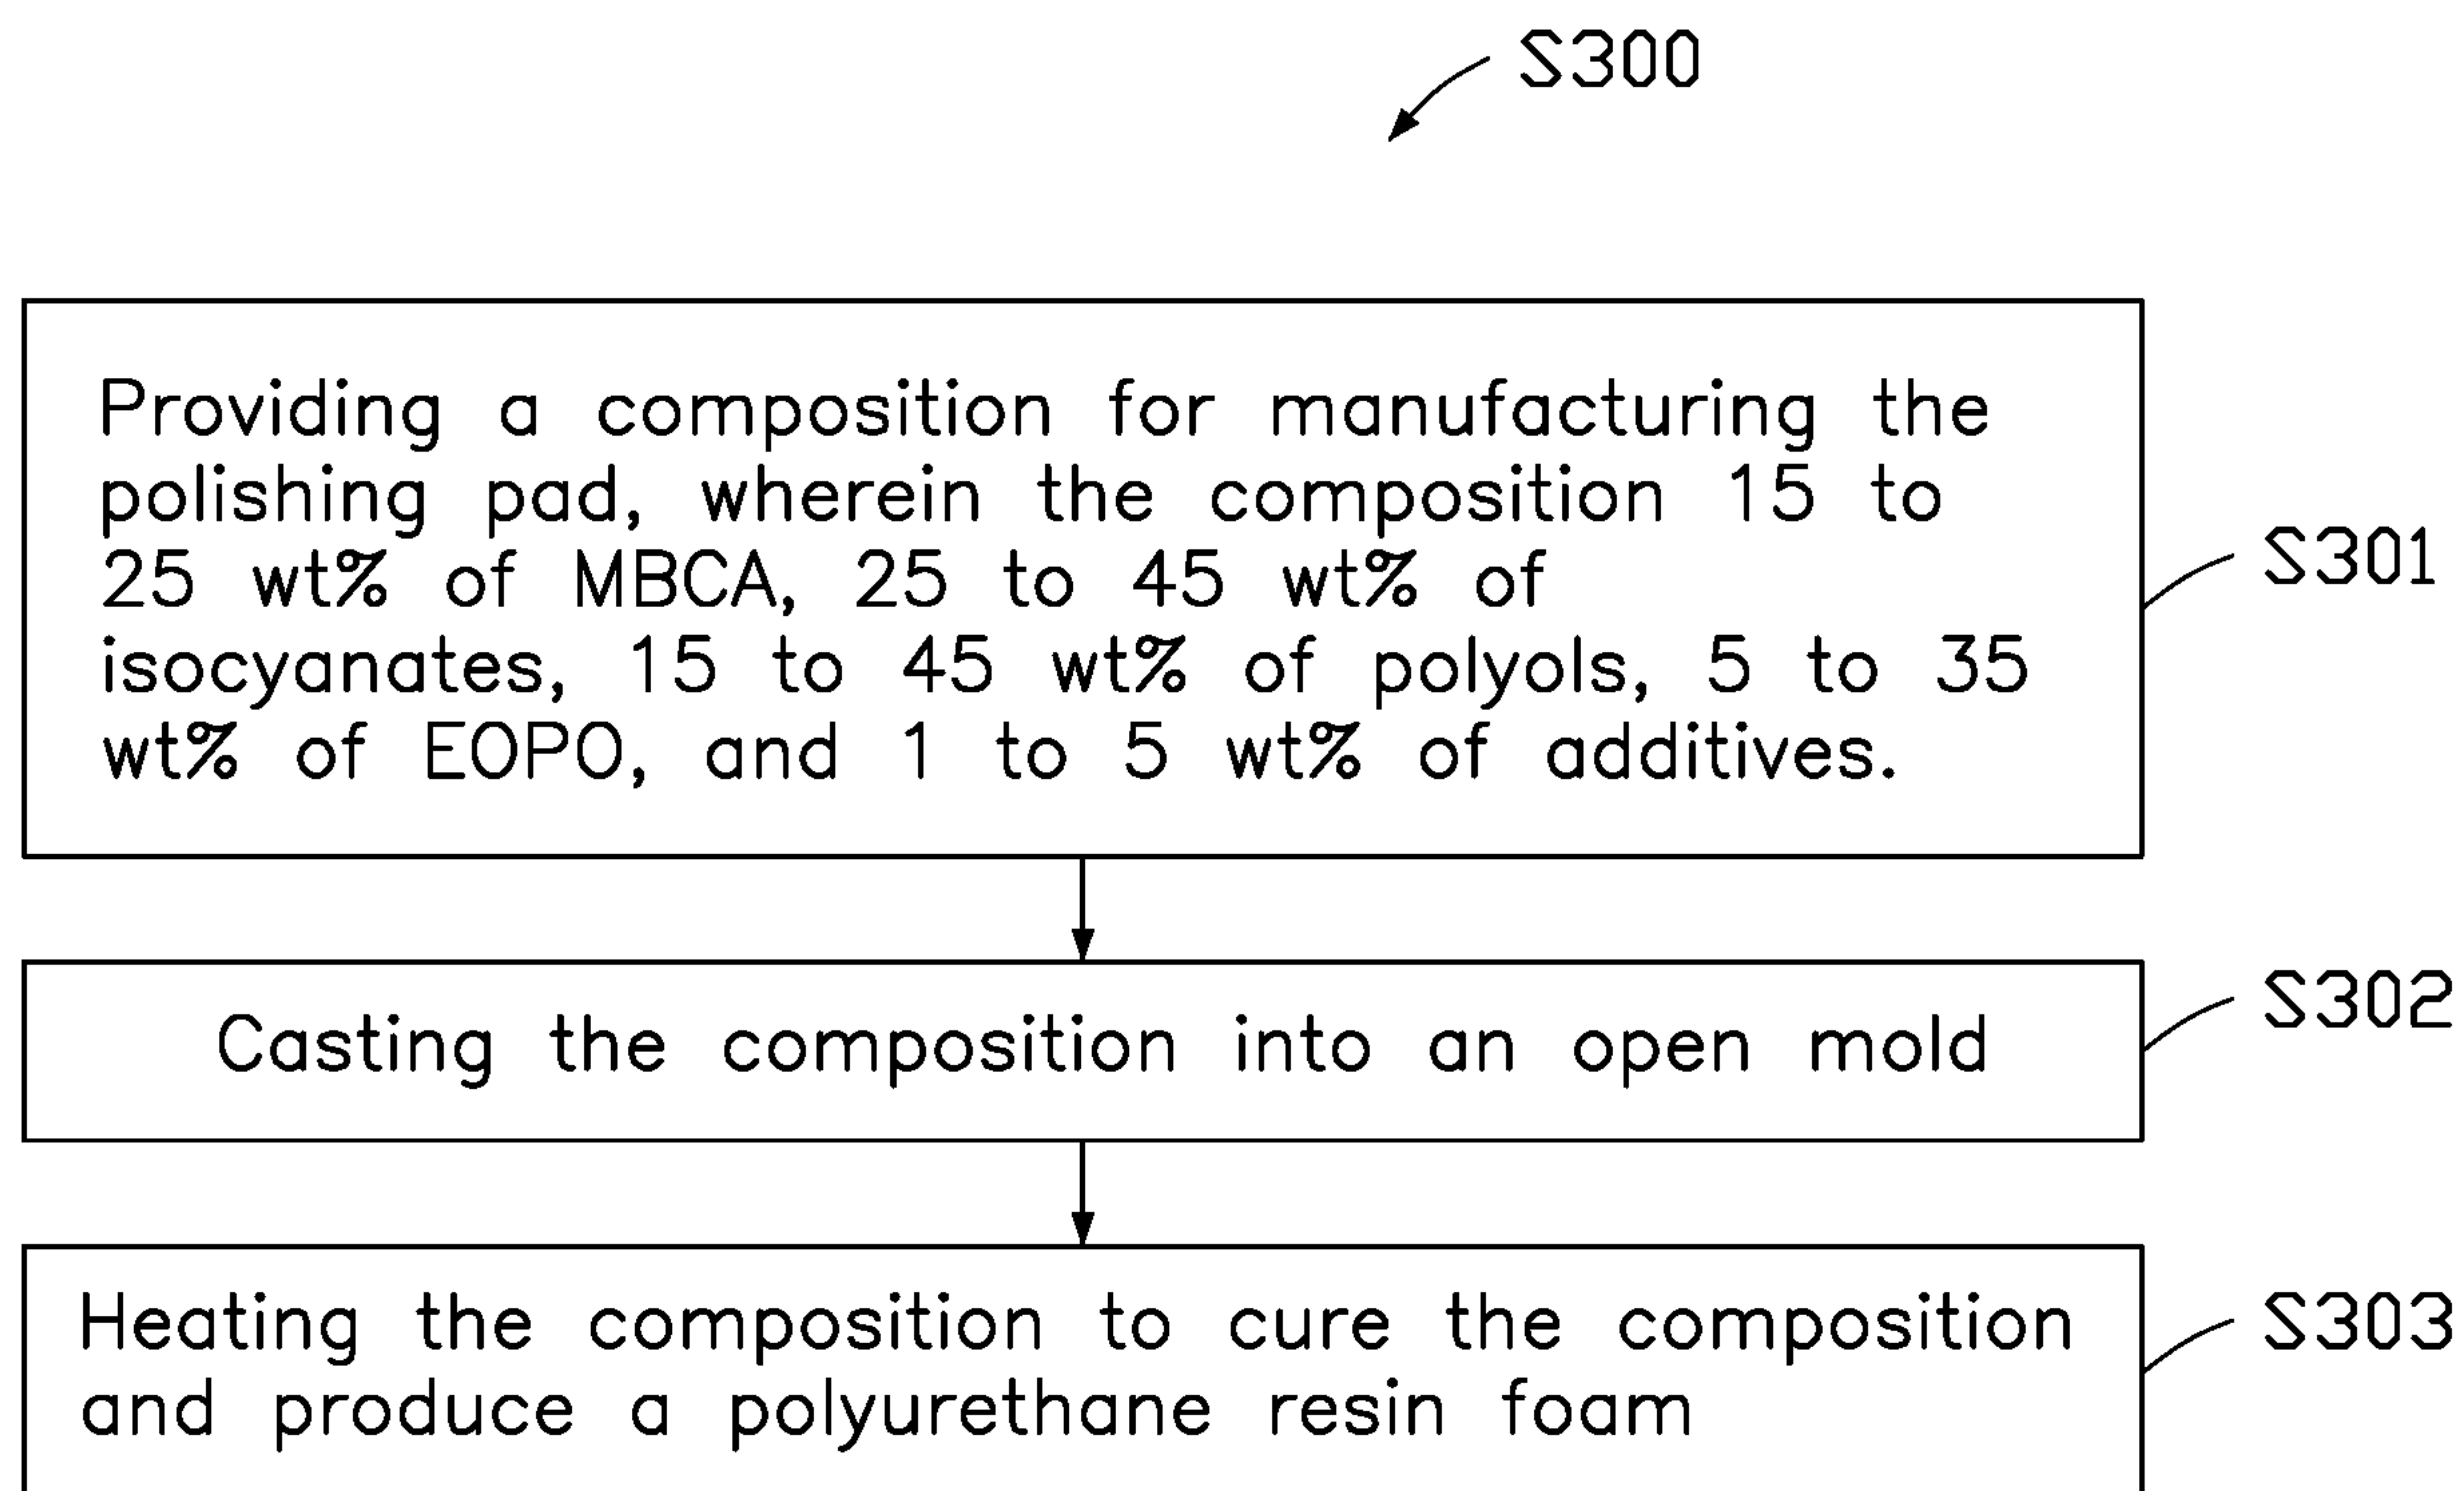 S300
Providing a composition for manufacturing the
polishing pad, wherein the composition 15 to
25 wt% of MBCA, 25 to 45 wt% of
isocyanates, 15 to 45 wt% of polyols, 5 to 35
wt% of EOPO, and 1 to 5 wt% of additives.
S301
Casting the composition into an open mold
S302
Heating the composition to cure the composition
and produce a polyurethane resin foam
S303